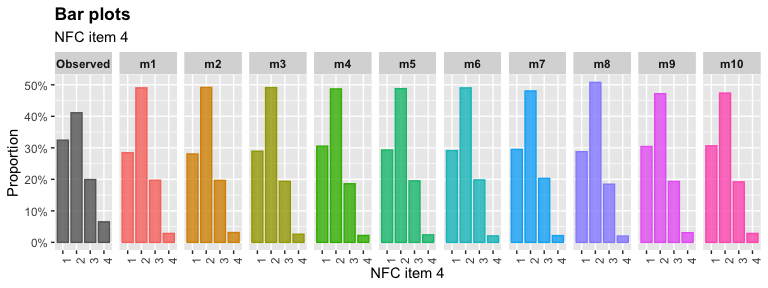 Bar plots
NFC item 4
Observed m1 m2 m3 m4 m5 m6 m7 m8 m9 m10
50%
40%
30%
20%
10%
0%
Proportion
1 2 3 4 1 2 3 4 1 2 3 4 1 2 3 4 1 2 3 4 1 2 3 4 1 2 3 4 1 2 3 4 1 2 3 4 1 2 3 4 1 2 3 4
NFC item 4